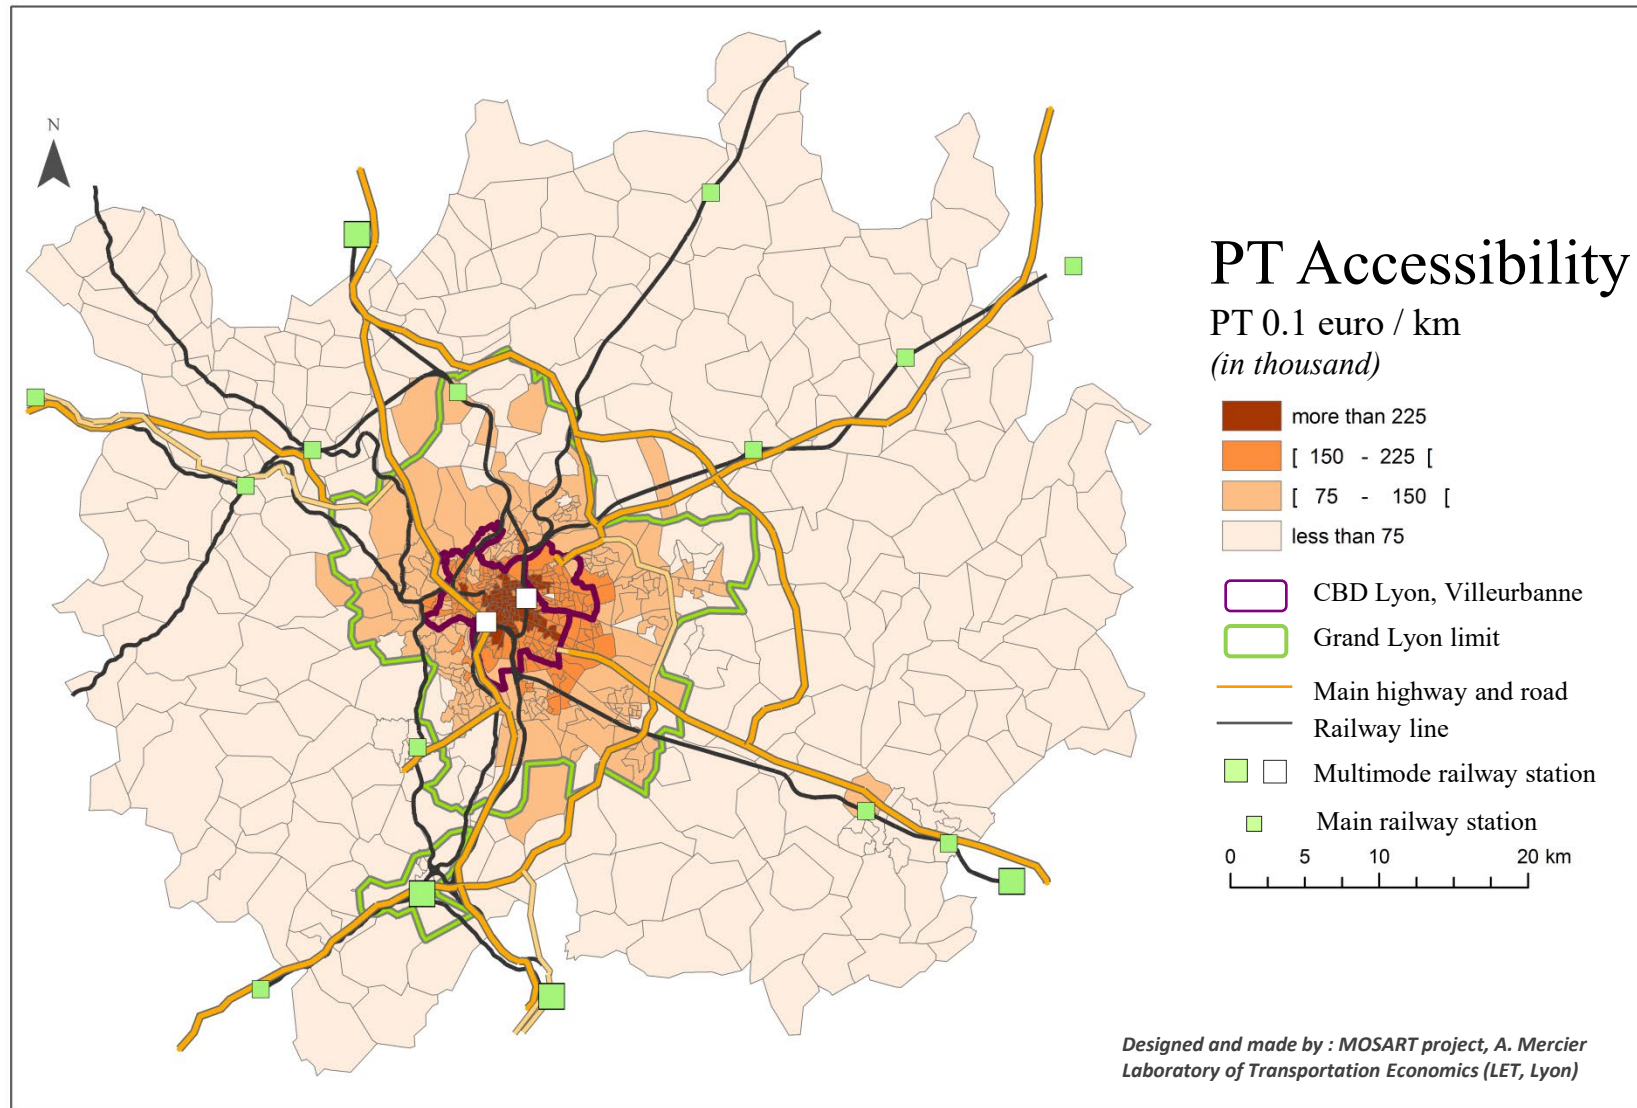 N
PT Accessibility
PT 0.1 euro / km
(in thousand)
more than 225
[ 150 - 225 [
[ 75 - 150 [
less than 75
CBD Lyon, Villeurbanne
Grand Lyon limit
Main highway and road
Railway line
Multimode railway station
Main railway station
0 5 10 20 km
Designed and made by : MOSART project, A. Mercier
Laboratory of Transportation Economics (LET, Lyon)